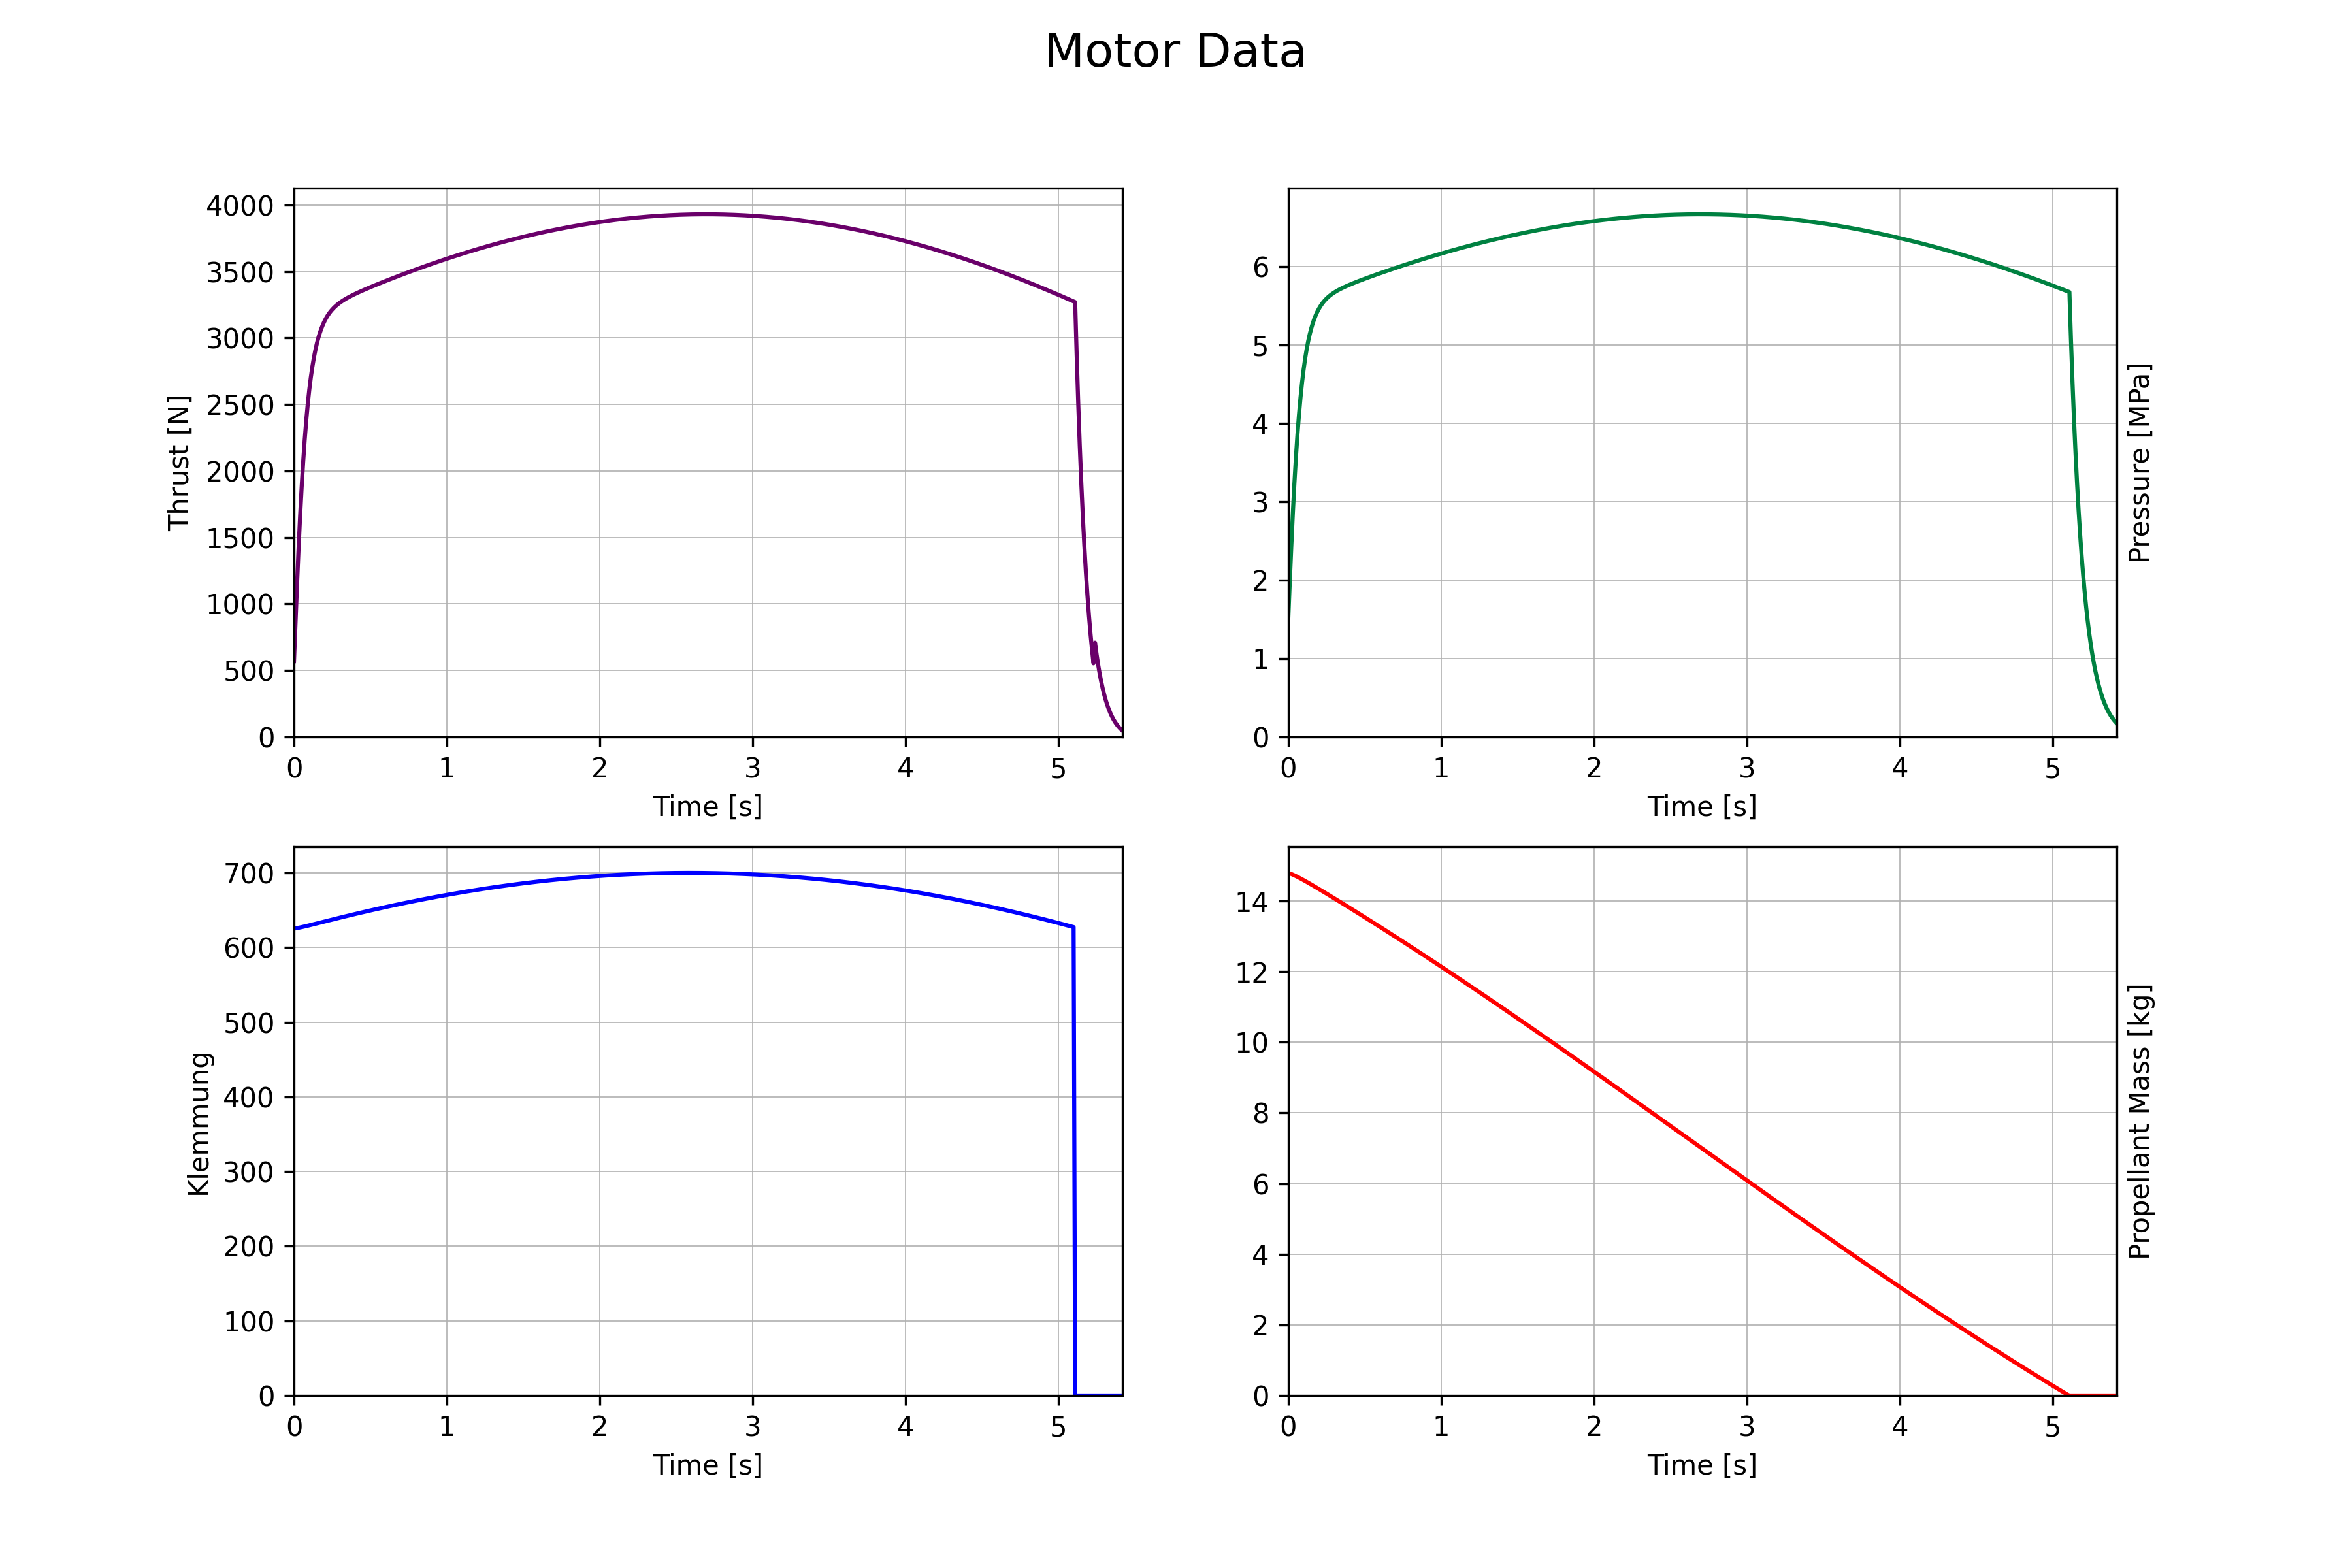 Motor Data
Thrust [N]
4000
3500
3000
2500
2000
1500
1000
500
0
0 1 2 3 4 5
Time [s]
Pressure [MPa]
6
5
4
3
2
1
0
0 1 2 3 4 5
Time [s]
Klemmung
700
600
500
400
300
200
100
0
0 1 2 3 4 5
Time [s]
Propellant Mass [kg]
14
12
10
8
6
4
2
0
0 1 2 3 4 5
Time [s]